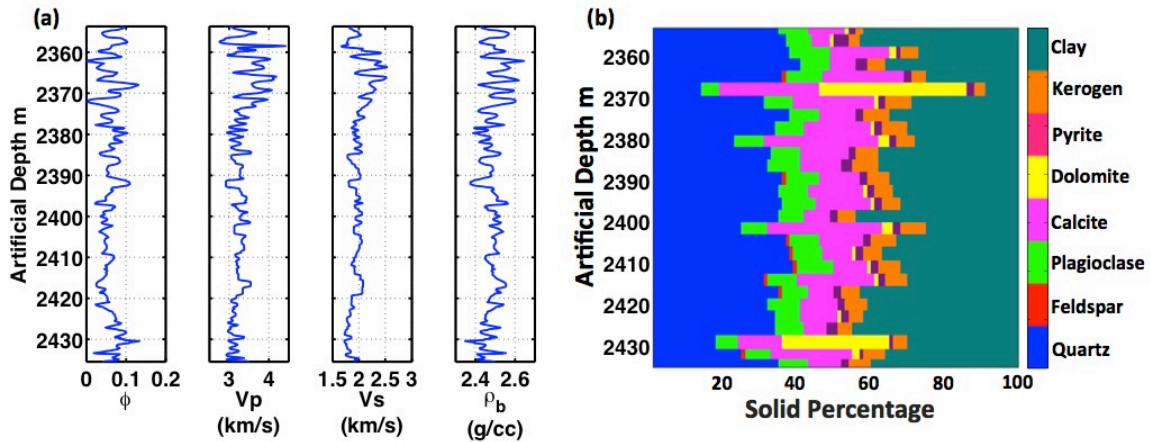 (a)
Artificial Depth m
2360
2370
2380
2390
2400
2410
2420
2430
0 0.1 0.2
ϕ
3 4
Vp
(km/s)
1.5 2 2.5 3
Vs
(km/s)
2.4 2.6
ρb
(g/cc)
(b)
Artificial Depth m
2360
2370
2380
2390
2400
2410
2420
2430
20 40 60 80 100
Solid Percentage
Clay
Kerogen
Pyrite
Dolomite
Calcite
Plagioclase
Feldspar
Quartz